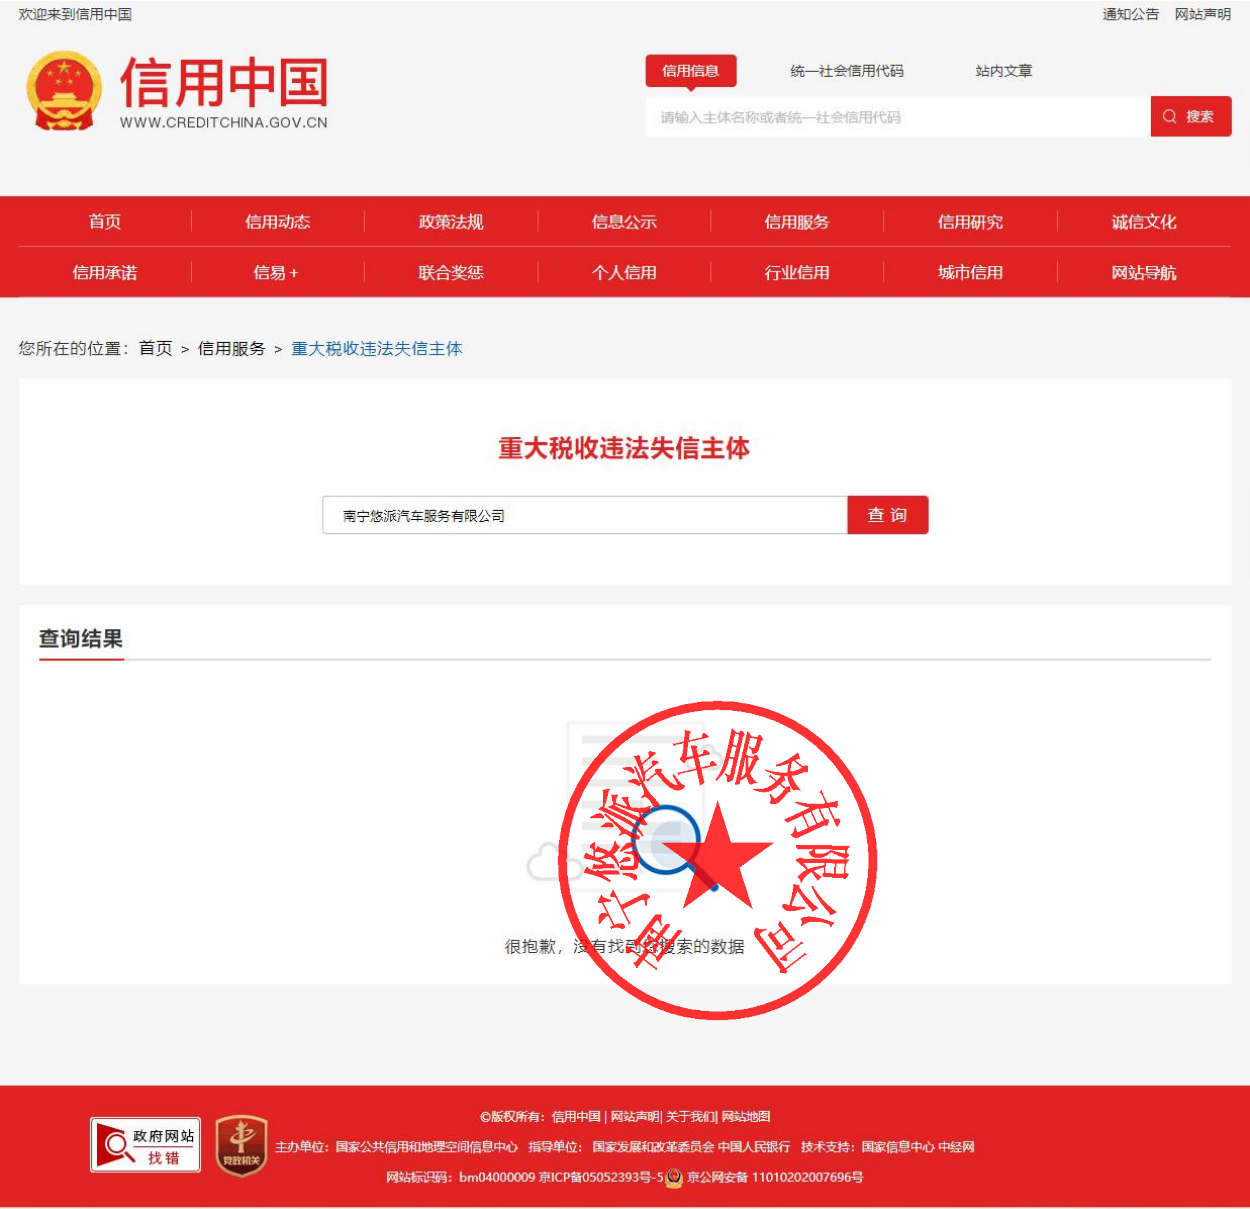 欢迎来到信用中国 通知公告 网站声明
信用中国
WWW.CREDITCHINA.GOV.CN
信用信息 统一社会信用代码 站内文章
请输入主体名称或者统一社会信用代码 搜索
首页 信用动态 政策法规 信息公示 信用服务 信用研究 诚信文化
信用承诺 信易+ 联合奖惩 个人信用 行业信用 城市信用 网站导航
您所在的位置：首页 > 信用服务 > 重大税收违法失信主体
重大税收违法失信主体
南宁悠派汽车服务有限公司 查询
查询结果
南宁悠派汽车服务有限公司
很抱歉，没有找到您搜索的数据
©版权所有：信用中国 | 网站声明| 关于我们| 网站地图
政府网站
找错
党政机关
主办单位：国家公共信用和地理空间信息中心 指导单位：国家发展和改革委员会 中国人民银行 技术支持：国家信息中心 中经网
网站标识码：bm04000009 京ICP备05052393号-5 京公网安备 11010202007696号